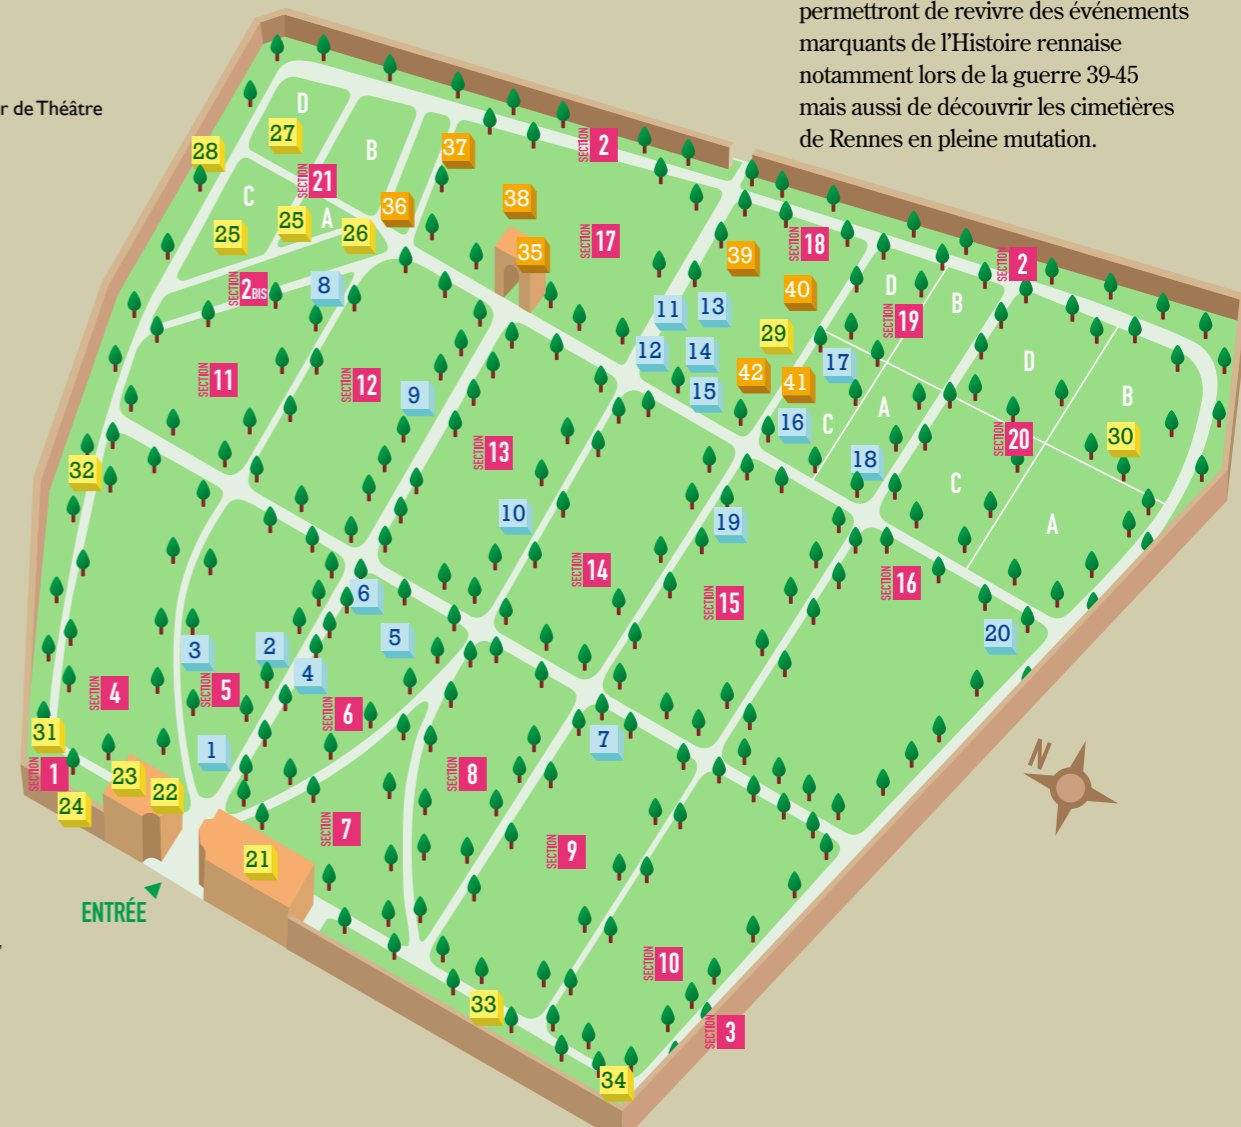 permettront de revivre des événements
marquants de l'Histoire rennaise
notamment lors de la guerre 39-45
mais aussi de découvrir les cimetières
de Rennes en pleine mutation.
r de Théâtre
D
27
28
B
37
SECTION 2
SECTION 21
C
25
25
A
26
36
38
35
SECTION 17
SECTION 18
39
40
SECTION 2
D
B
SECTION 19
SECTION 2BIS
8
11
13
29
12
14
17
42
41
15
16
C
A
18
D
B
SECTION 20
30
C
A
SECTION 11
SECTION 12
9
SECTION 13
32
10
19
SECTION 14
SECTION 15
SECTION 16
20
6
5
3
2
4
SECTION 4
SECTION 5
SECTION 6
31
1
7
SECTION 1
23
22
24
SECTION 8
N
SECTION 7
SECTION 9
21
ENTRÉE
SECTION 10
33
SECTION 3
34